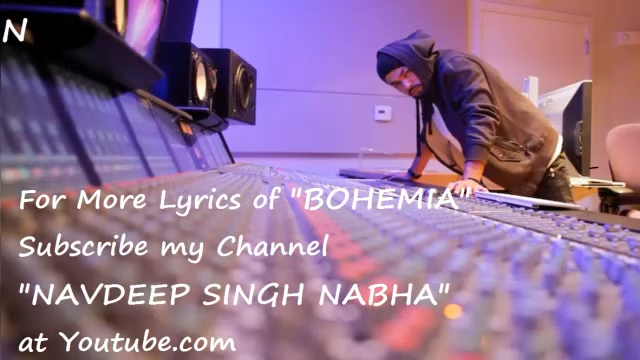 N
For More Lyrics of "BOHEMIA"
Subscribe my Channel
"NAVDEEP SINGH NABHA"
at Youtube.com